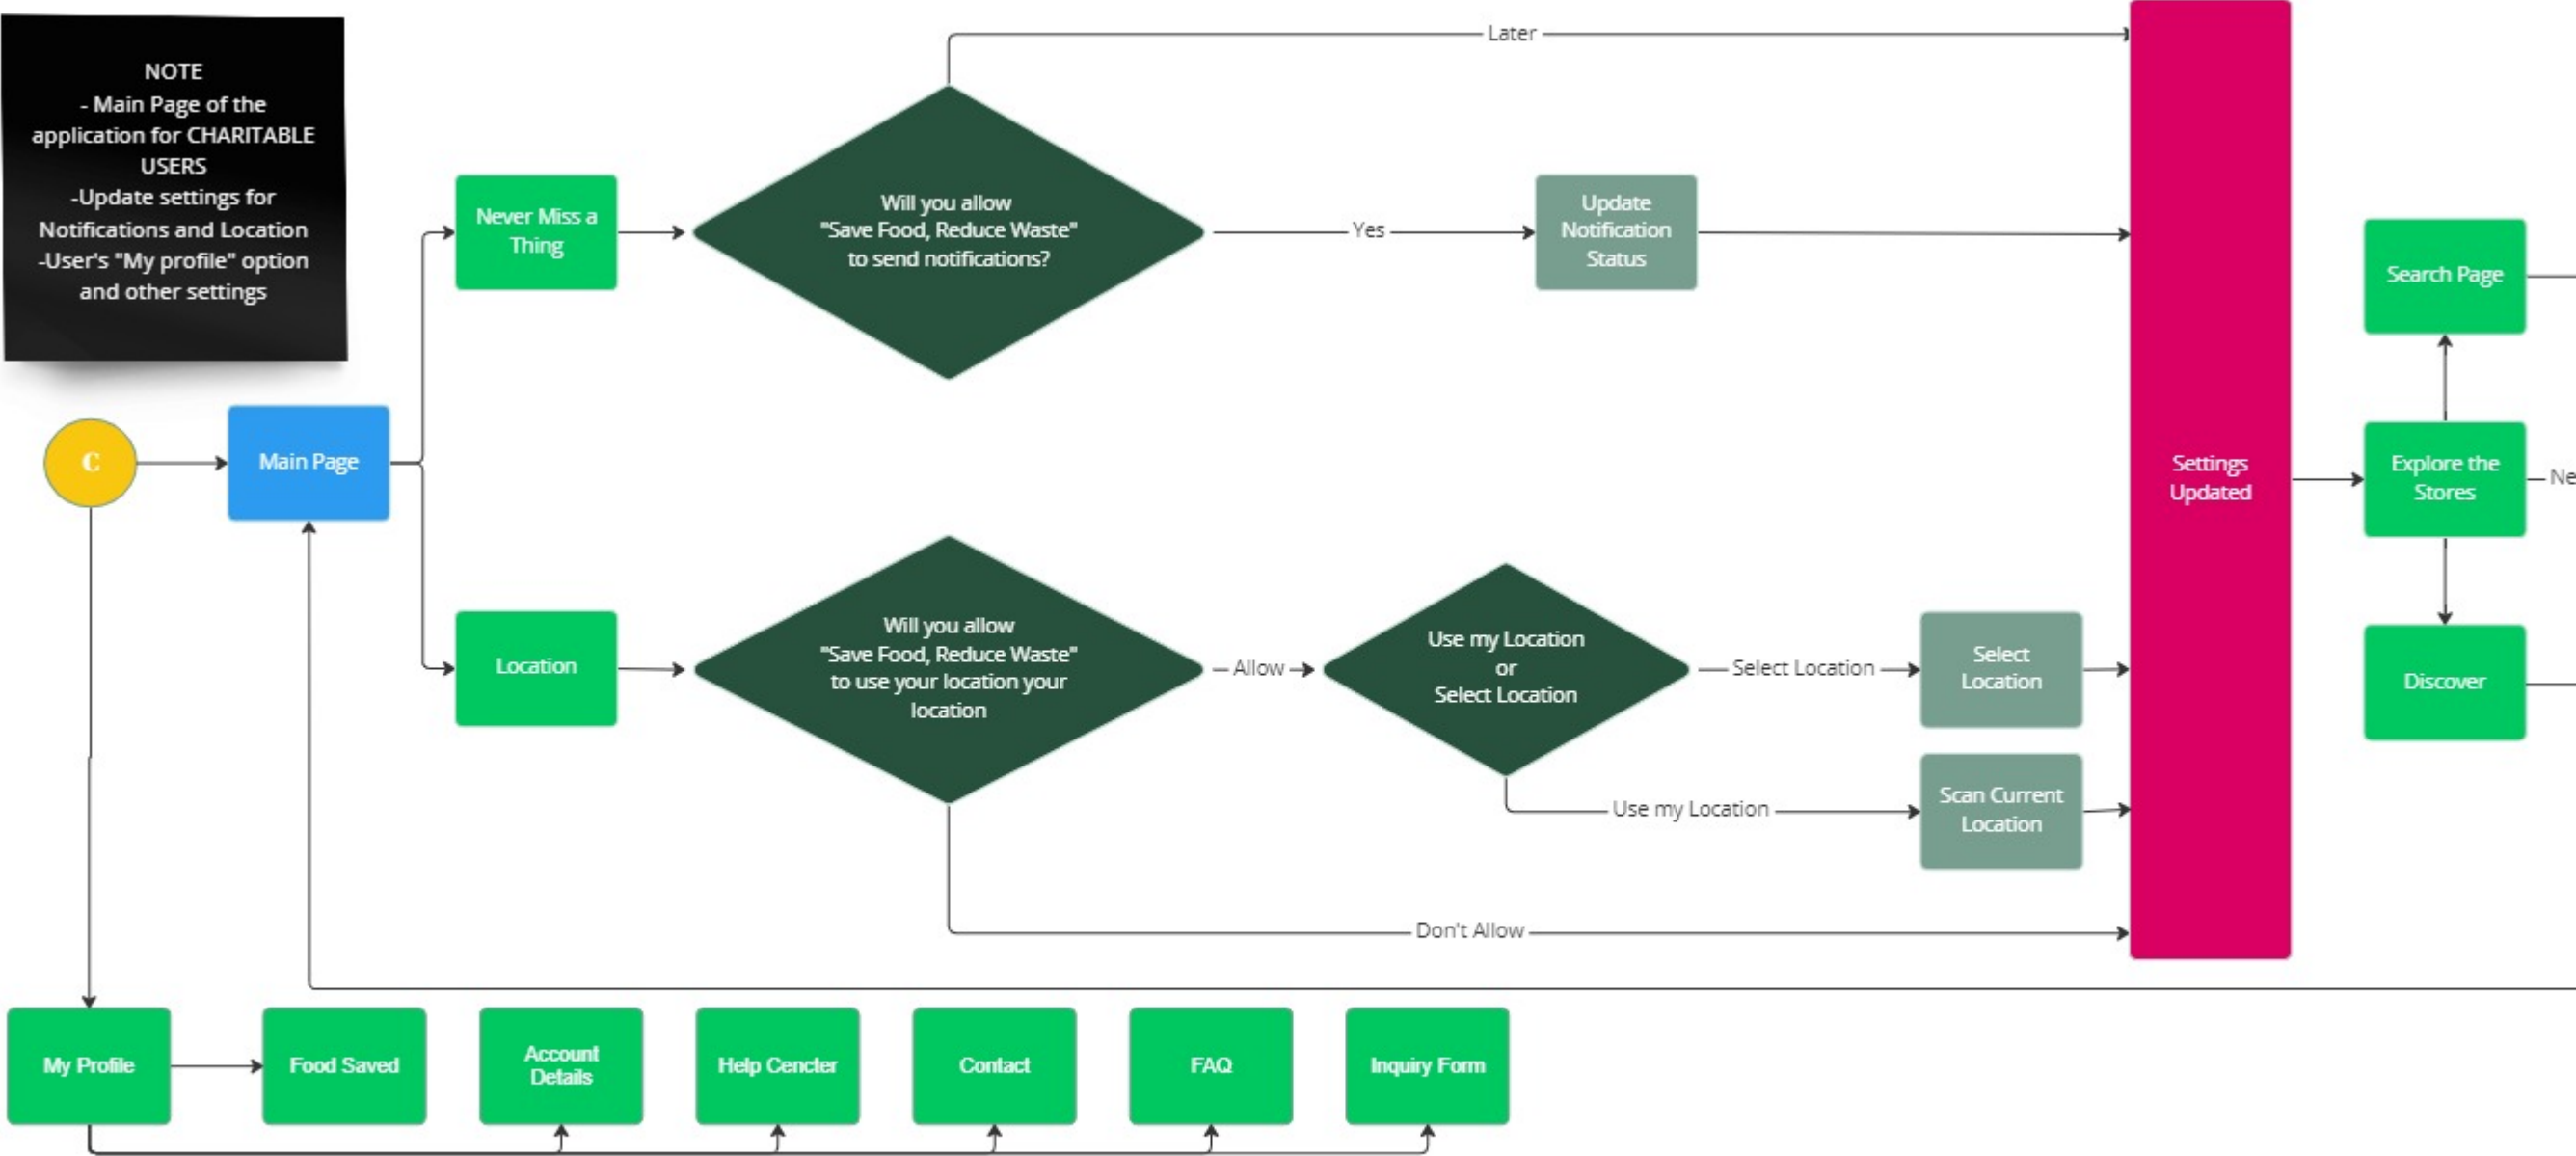 NOTE
- Main Page of the
application for CHARITABLE
USERS
-Update settings for
Notifications and Location
-User's "My profile" option
and other settings
Later
Never Miss a
Thing
Will you allow
"Save Food, Reduce Waste"
to send notifications?
Yes
Update
Notification
Status
Search Page
C
Main Page
Settings
Updated
Explore the
Stores
Ne
Location
Will you allow
"Save Food, Reduce Waste"
to use your location your
location
Allow
Use my Location
or
Select Location
Select Location
Select
Location
Discover
Use my Location
Scan Current
Location
Don't Allow
My Profile
Food Saved
Account
Details
Help Cencter
Contact
FAQ
Inquiry Form